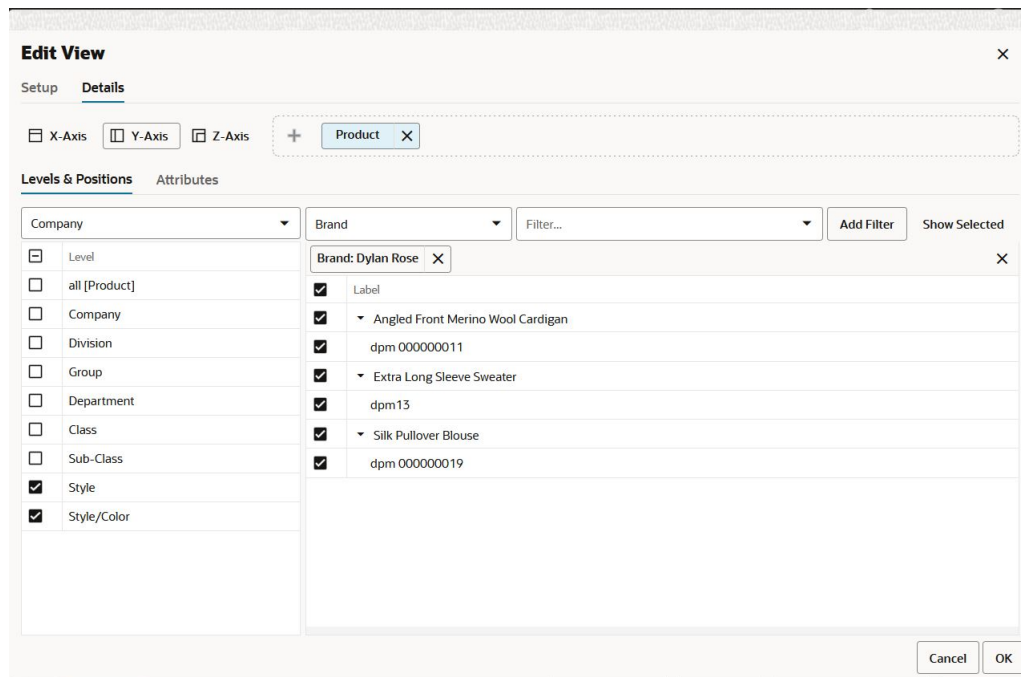 Edit View
Setup Details
X-Axis Y-Axis Z-Axis Product
Levels & Positions Attributes
Company Brand Filter... Add Filter Show Selected
Level Brand: Dylan Rose
all [Product] Label
Company Angled Front Merino Wool Cardigan
Division dpm 000000011
Group Extra Long Sleeve Sweater
Department dpm13
Class Silk Pullover Blouse
Sub-Class dpm 000000019
Style
Style/Color
Cancel OK